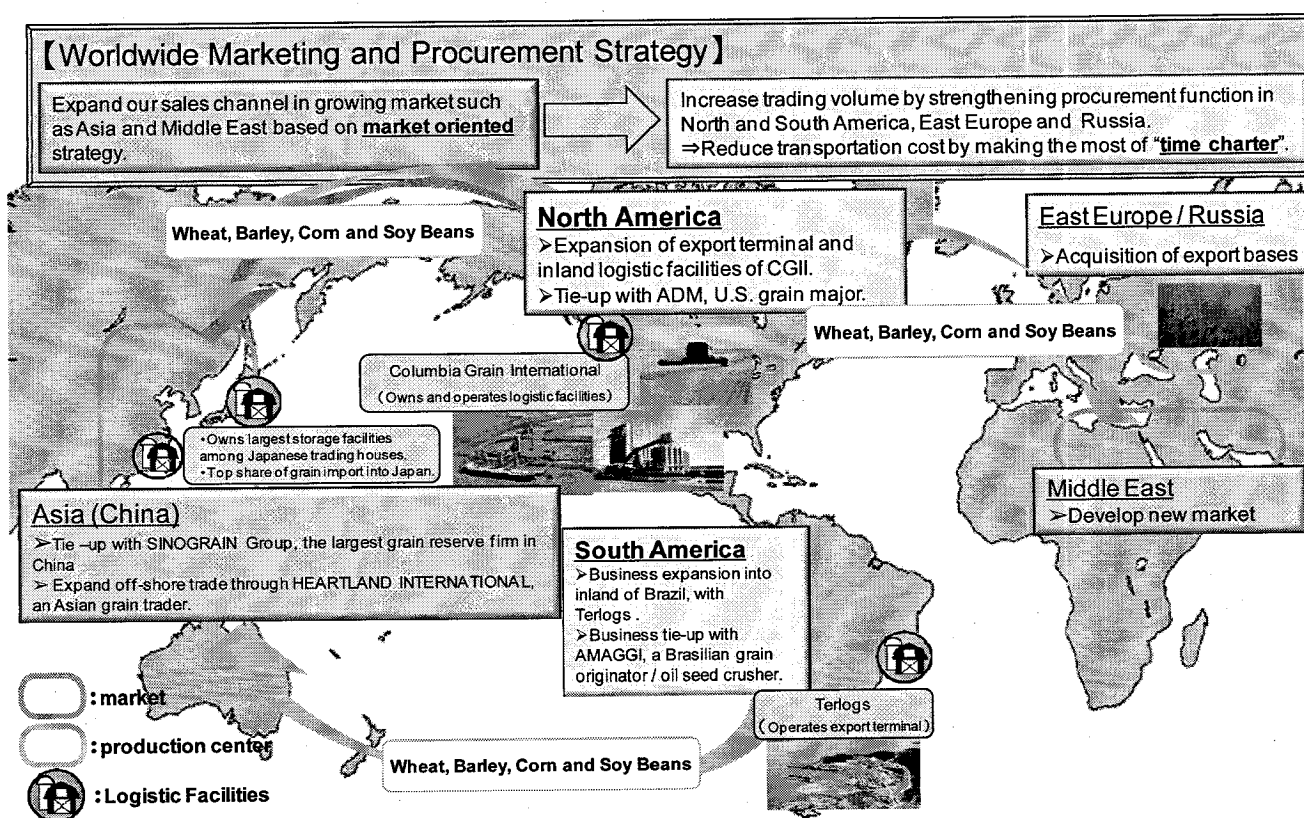 【Worldwide Marketing and Procurement Strategy】
Expand our sales channel in growing market such
as Asia and Middle East based on market oriented
strategy.
Increase trading volume by strengthening procurement function in
North and South America, East Europe and Russia.
⇒Reduce transportation cost by making the most of "time charter".
Wheat, Barley, Corn and Soy Beans
North America
➢Expansion of export terminal and
inland logistic facilities of CGII.
➢Tie-up with ADM, U.S. grain major.
East Europe / Russia
➢Acquisition of export bases
Wheat, Barley, Corn and Soy Beans
Columbia Grain International
(Owns and operates logistic facilities)
•Owns largest storage facilities
among Japanese trading houses.
•Top share of grain import into Japan.
Asia (China)
➢Tie –up with SINOGRAIN Group, the largest grain reserve firm in
China
➢ Expand off-shore trade through HEARTLAND INTERNATIONAL,
an Asian grain trader.
Middle East
➢Develop new market
South America
➢Business expansion into
inland of Brazil, with
Terlogs .
➢Business tie-up with
AMAGGI, a Brasilian grain
originator / oil seed crusher.
Terlogs
(Operates export terminal)
: market
: production center
: Logistic Facilities
Wheat, Barley, Corn and Soy Beans